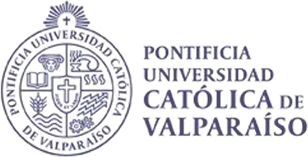 PONTIFICIA UNIVERSIDAD CATÓLICA
DE VALPARAÍSO
PONTIFICIA
UNIVERSIDAD
CATÓLICA DE
VALPARAÍSO